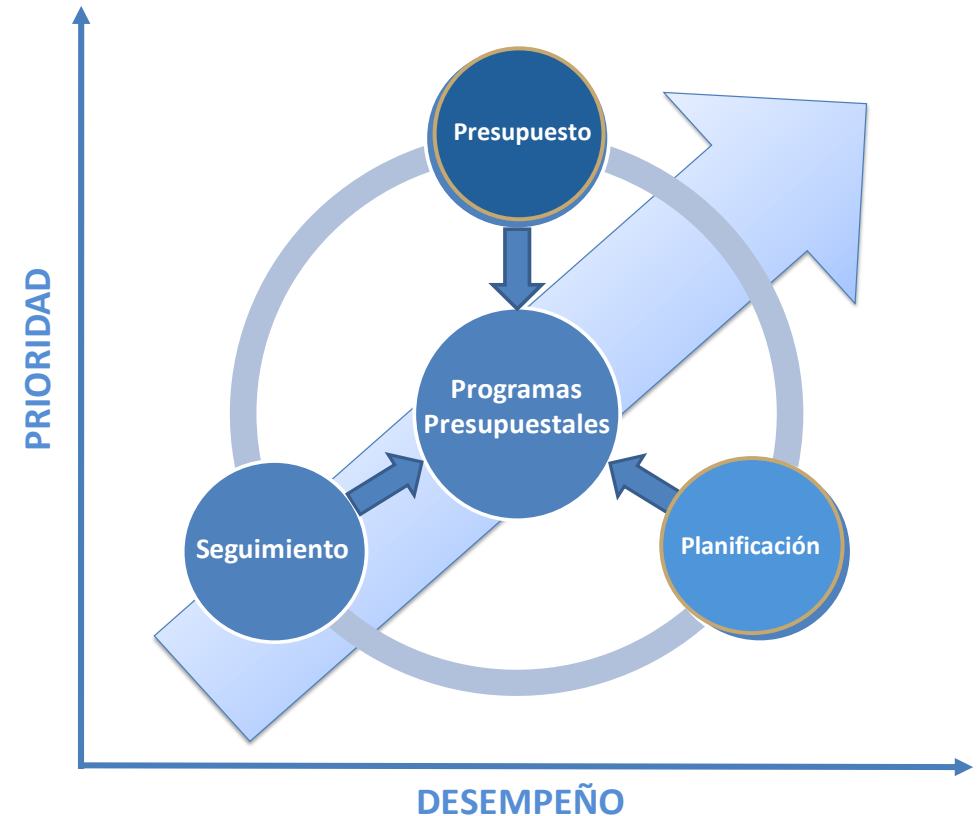 Presupuesto
PRIORIDAD
Programas
Presupuestales
Seguimiento
Planificación
DESEMPEÑO